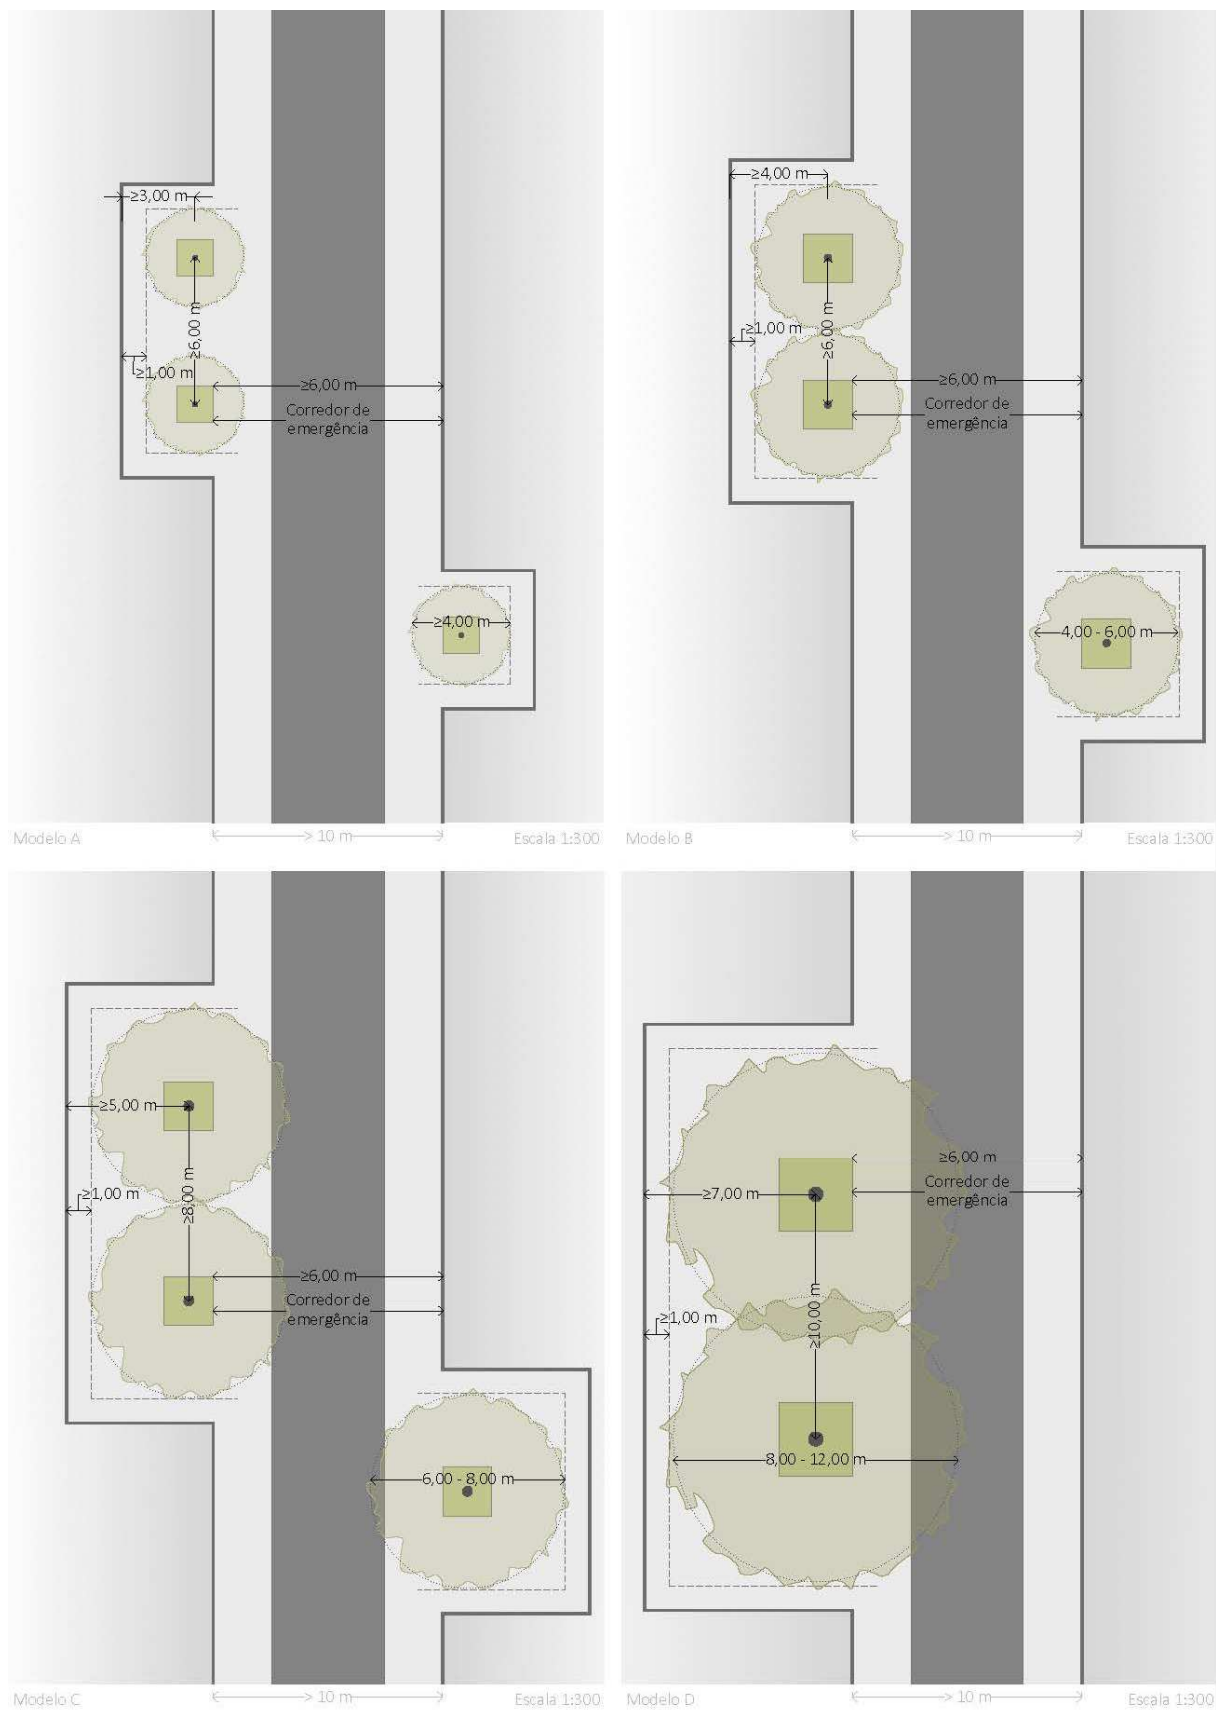 ≥3,00 m
≥6,00 m
≥1,00 m
≥6,00 m
Corredor de
emergência
≥4,00 m
Modelo A
> 10 m
Escala 1:300
≥4,00 m
≥1,00 m
≥6,00 m
≥6,00 m
Corredor de
emergência
4,00 - 6,00 m
Modelo B
> 10 m
Escala 1:300
≥5,00 m
≥1,00 m
≥8,00 m
≥6,00 m
Corredor de
emergência
6,00 - 8,00 m
Modelo C
> 10 m
Escala 1:300
≥6,00 m
Corredor de
emergência
≥7,00 m
≥1,00 m
≥10,00 m
8,00 - 12,00 m
Modelo D
> 10 m
Escala 1:300